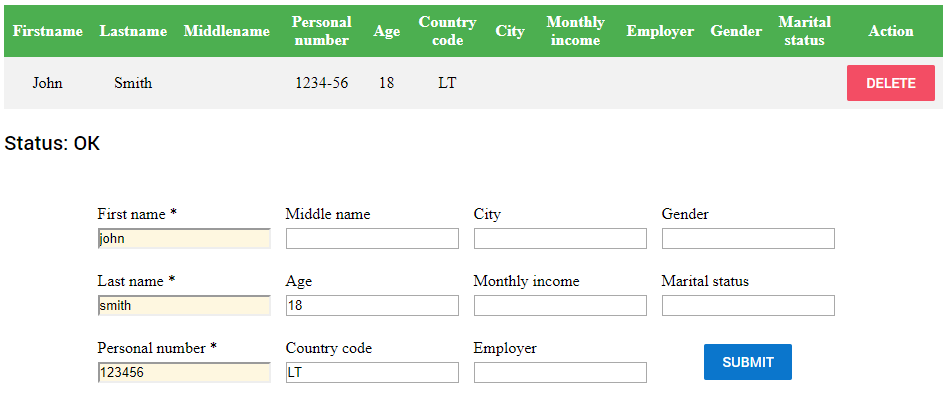 Firstname Lastname Middlename Personal number Age Country code City Monthly income Employer Gender Marital status Action
John Smith 1234-56 18 LT DELETE
Status: OK
First name * Middle name City Gender
john
Last name * Age Monthly income Marital status
smith 18
Personal number * Country code Employer
123456 LT SUBMIT